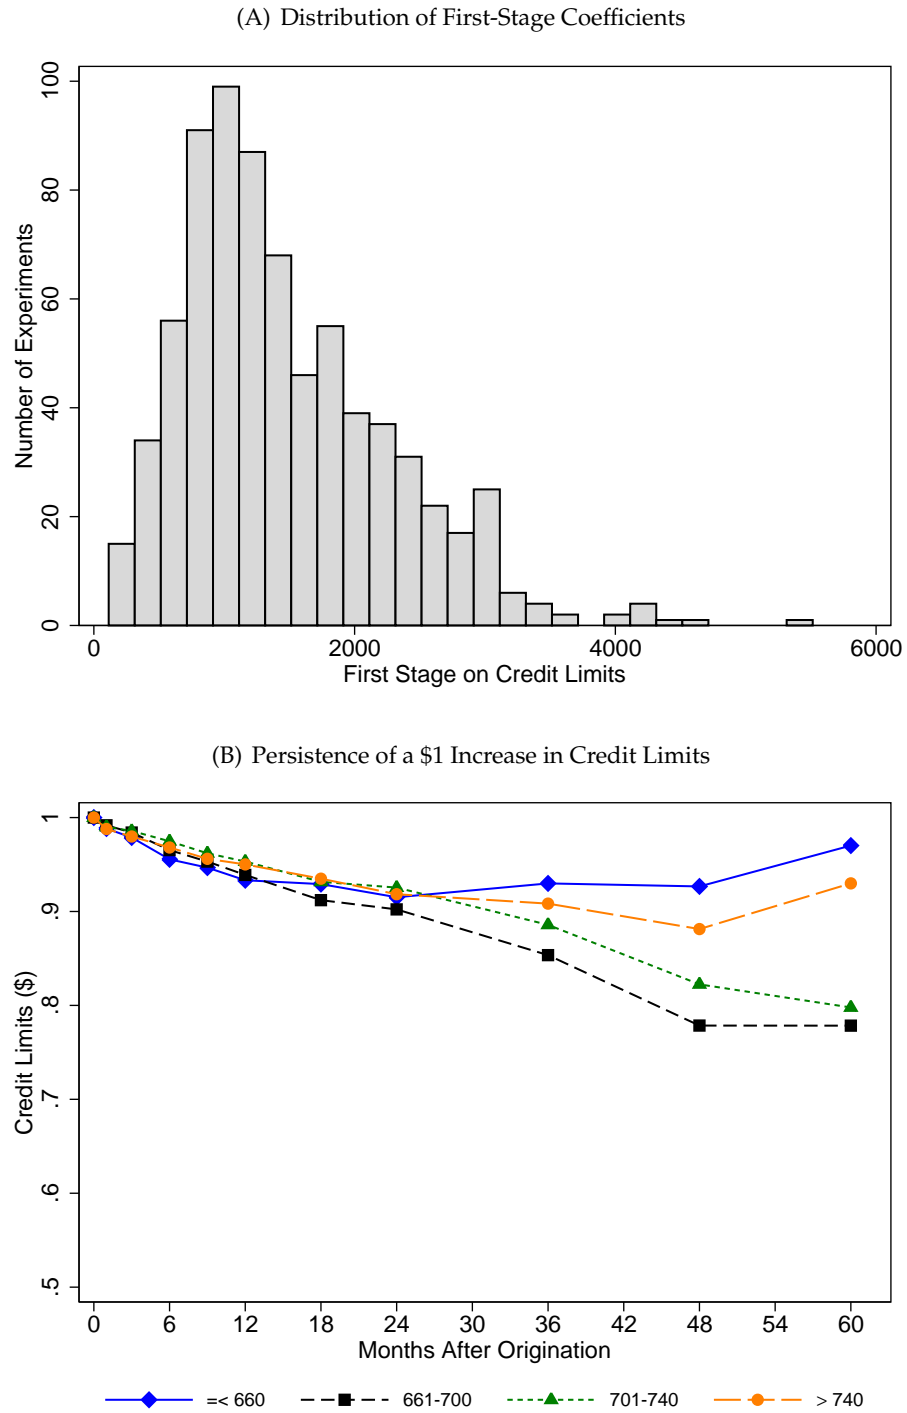 (A) Distribution of First-Stage Coefficients
100
80
60
40
20
0
Number of Experiments
0 2000 4000 6000
First Stage on Credit Limits
(B) Persistence of a $1 Increase in Credit Limits
1
.9
.8
.7
.6
.5
Credit Limits ($)
0 6 12 18 24 30 36 42 48 54 60
Months After Origination
=< 660 661-700 701-740 > 740